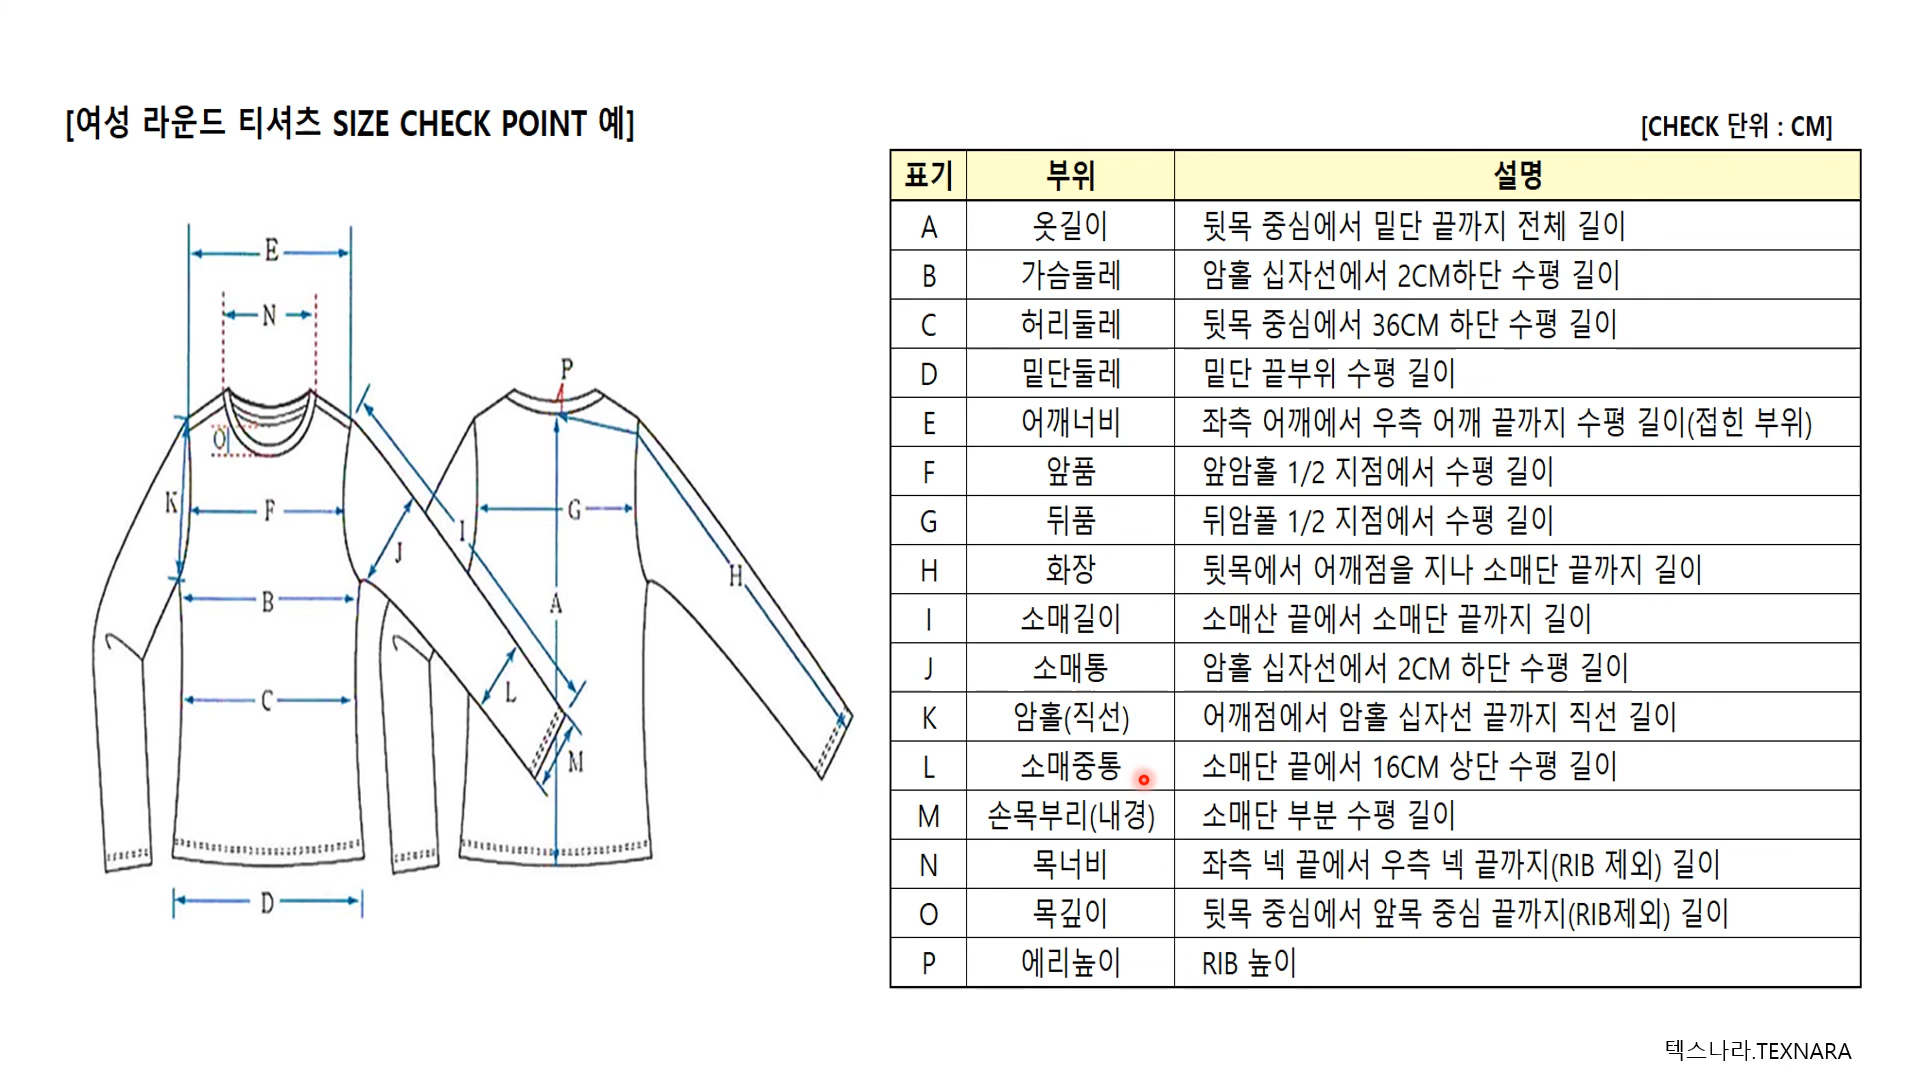 [여성 라운드 티셔츠 SIZE CHECK POINT 예]
[CHECK 단위 : CM]
표기 부위 설명
A 옷길이 뒷목 중심에서 밑단 끝까지 전체 길이
B 가슴둘레 암홀 십자선에서 2CM하단 수평 길이
C 허리둘레 뒷목 중심에서 36CM 하단 수평 길이
D 밑단둘레 밑단 끝부위 수평 길이
E 어깨너비 좌측 어깨에서 우측 어깨 끝까지 수평 길이(접힌 부위)
F 앞품 앞암홀 1/2 지점에서 수평 길이
G 뒤품 뒤암폴 1/2 지점에서 수평 길이
H 화장 뒷목에서 어깨점을 지나 소매단 끝까지 길이
I 소매길이 소매산 끝에서 소매단 끝까지 길이
J 소매통 암홀 십자선에서 2CM 하단 수평 길이
K 암홀(직선) 어깨점에서 암홀 십자선 끝까지 직선 길이
L 소매중통 소매단 끝에서 16CM 상단 수평 길이
M 손목부리(내경) 소매단 부분 수평 길이
N 목너비 좌측 넥 끝에서 우측 넥 끝까지(RIB 제외) 길이
O 목깊이 뒷목 중심에서 앞목 중심 끝까지(RIB제외) 길이
P 에리높이 RIB 높이
E
N
P
O
K
F
I
G
J
H
B
A
L
C
M
D
텍스나라.TEXNARA